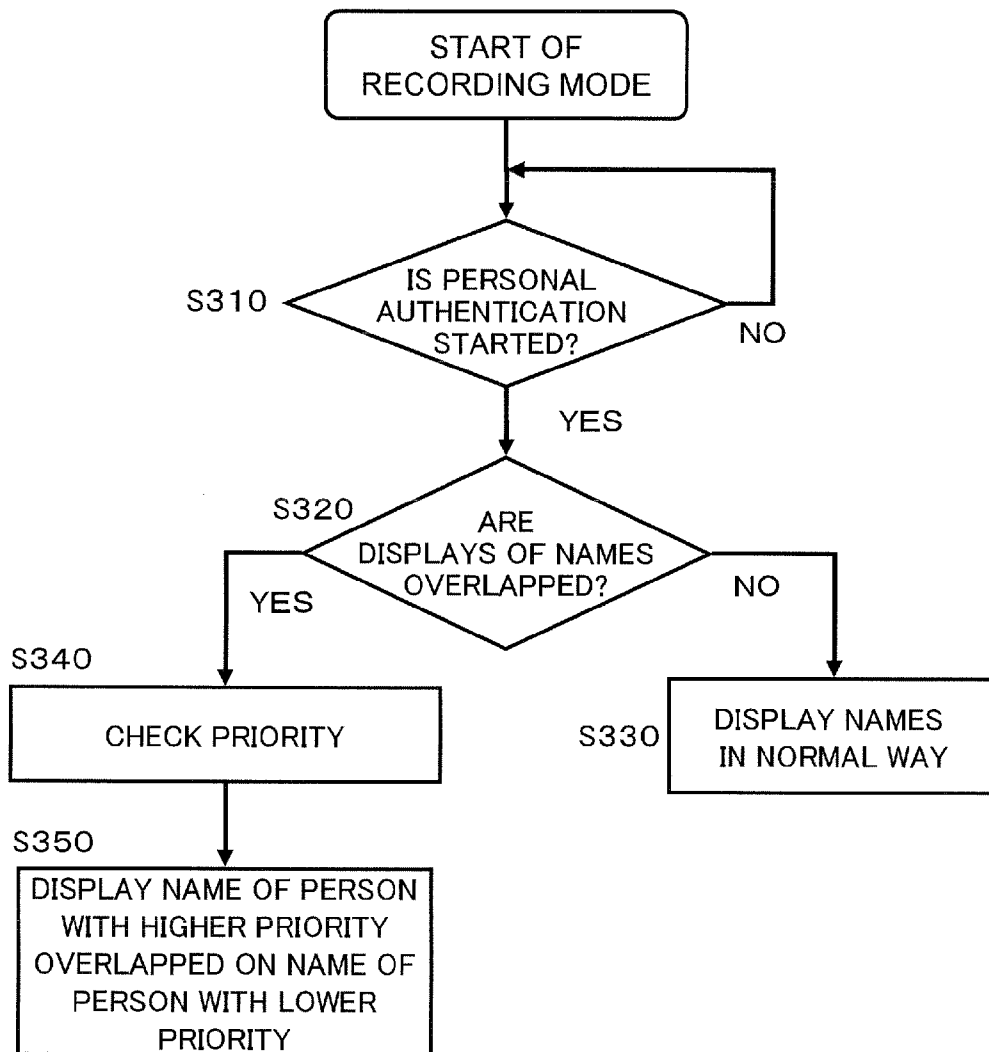 START OF
RECORDING MODE
S310
IS PERSONAL
AUTHENTICATION
STARTED?
NO
YES
S320
ARE
DISPLAYS OF NAMES
OVERLAPPED?
YES
NO
S340
CHECK PRIORITY
S330
DISPLAY NAMES
IN NORMAL WAY
S350
DISPLAY NAME OF PERSON
WITH HIGHER PRIORITY
OVERLAPPED ON NAME OF
PERSON WITH LOWER
PRIORITY